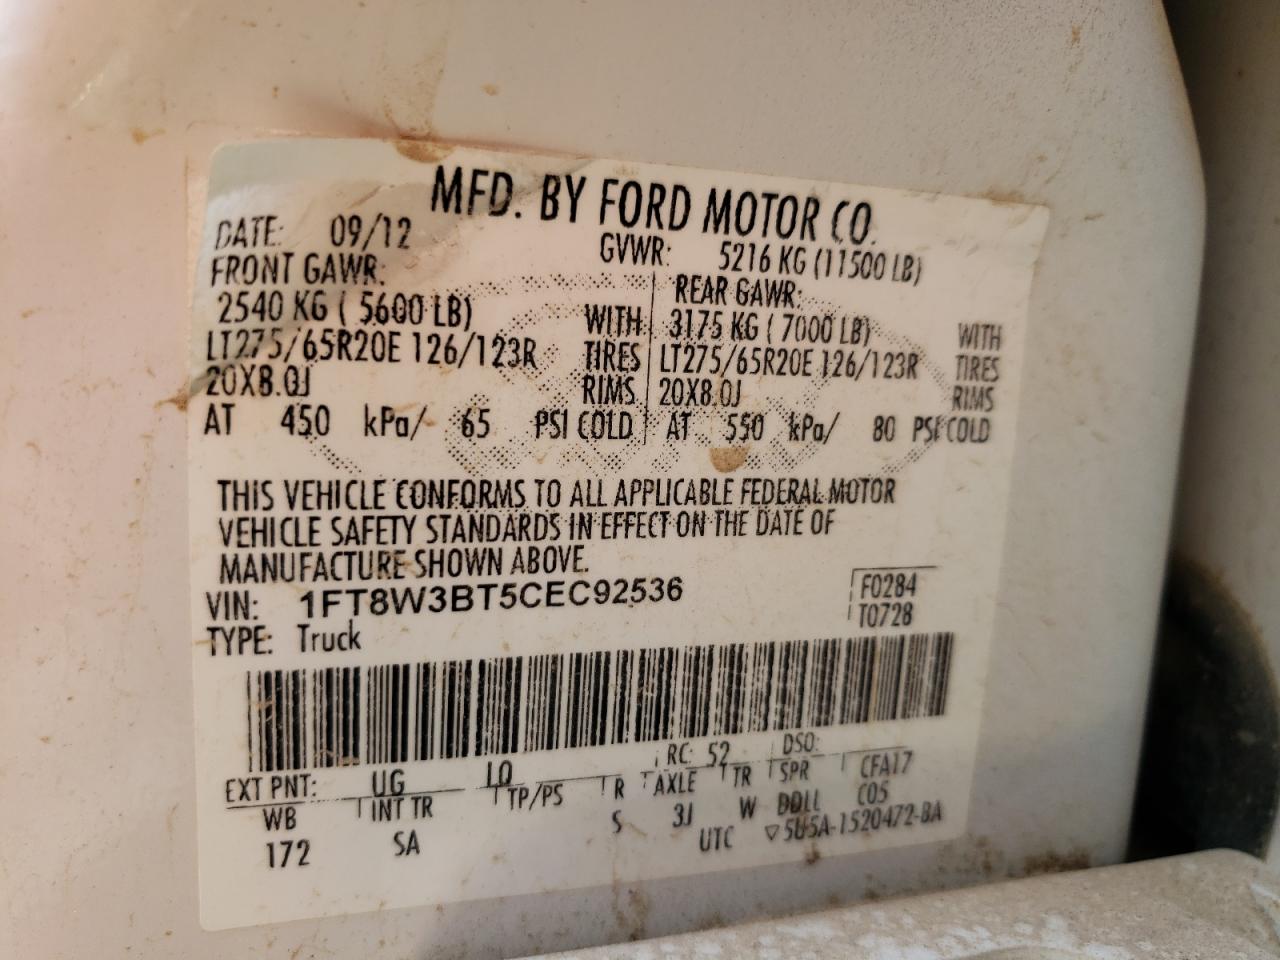 MFD. BY FORD MOTOR CO.
DATE: 09/12 GVWR: 5216 KG (11500 LB)
FRONT GAWR: REAR GAWR:
2540 KG ( 5600 LB) WITH 3175 KG ( 7000 LB) WITH
LT275/65R20E 126/123R TIRES LT275/65R20E 126/123R TIRES
20X8.0J RIMS 20X8.0J RIMS
AT 450 kPa/ 65 PSI COLD AT 550 kPa/ 80 PSI COLD
THIS VEHICLE CONFORMS TO ALL APPLICABLE FEDERAL MOTOR
VEHICLE SAFETY STANDARDS IN EFFECT ON THE DATE OF
MANUFACTURE SHOWN ABOVE.
VIN: 1FT8W3BT5CEC92536 F0284
TYPE: Truck T0728
EXT PNT: UG LQ RC: 52 DSO:
WB INT TR TP/PS R AXLE TR SPR CFA17
172 SA S 3J W DDLL C05
UTC ▽5U5A-1520472-BA